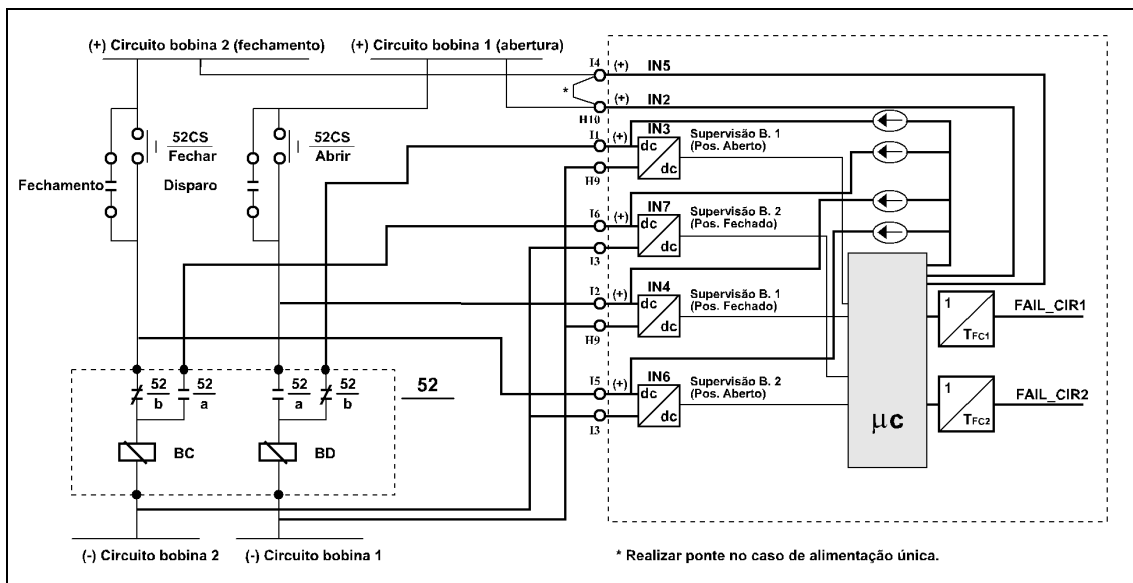 (+) Circuito bobina 2 (fechamento)
(+) Circuito bobina 1 (abertura)
I4 (+) IN5
*
H10 (+) IN2
52CS
Fechar
52CS
Abrir
Fechamento
Disparo
I1 (+) IN3
dc
dc
H9
Supervisão B. 1
(Pos. Aberto)
I6 (+) IN7
dc
dc
I3
Supervisão B. 2
(Pos. Fechado)
I2 (+) IN4
dc
dc
H9
Supervisão B. 1
(Pos. Fechado)
I5 (+) IN6
dc
dc
I3
Supervisão B. 2
(Pos. Aberto)
µc
1
TFC1
FAIL_CIR1
1
TFC2
FAIL_CIR2
52
b
52
a
52
a
52
b
52
BC
BD
(-) Circuito bobina 2
(-) Circuito bobina 1
* Realizar ponte no caso de alimentação única.